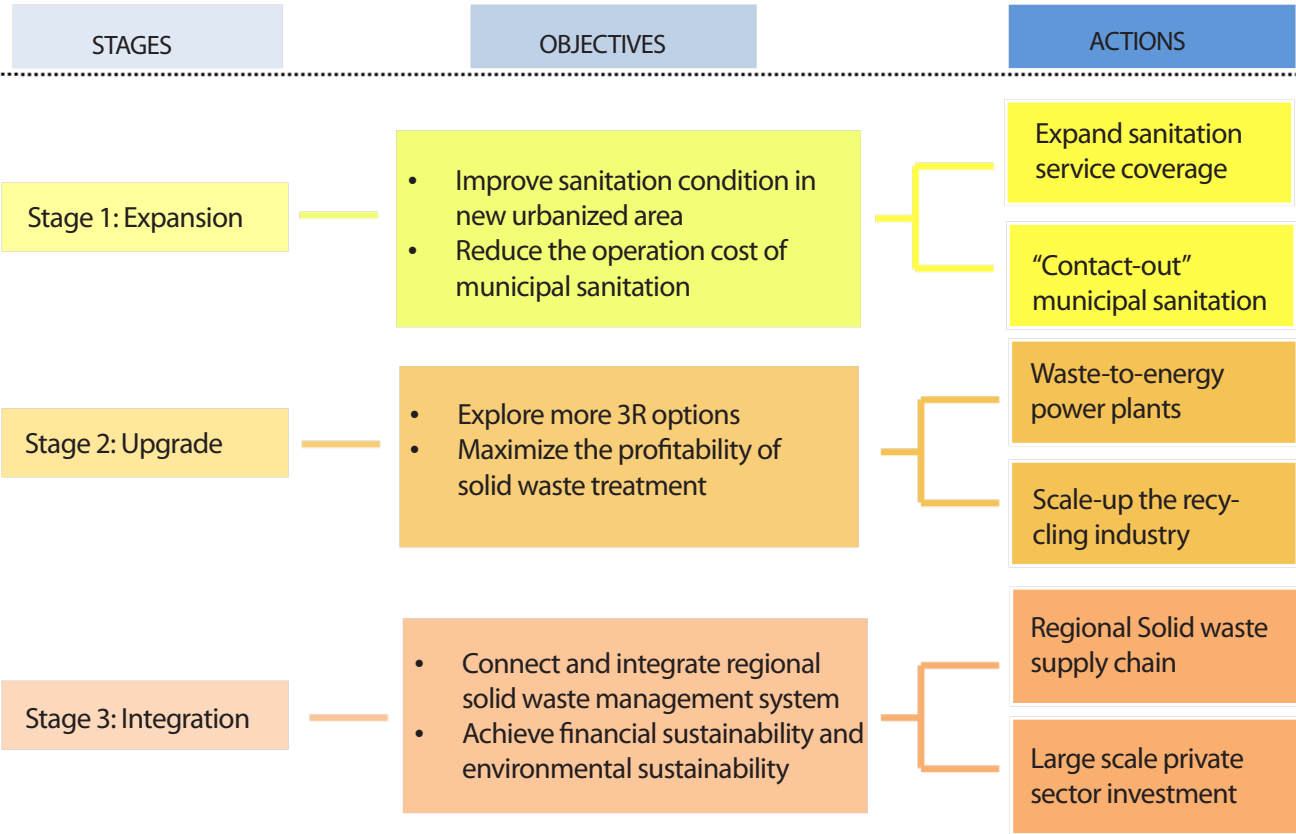 STAGES
OBJECTIVES
ACTIONS
Stage 1: Expansion
• Improve sanitation condition in
new urbanized area
• Reduce the operation cost of
municipal sanitation
Expand sanitation
service coverage
“Contact-out”
municipal sanitation
Stage 2: Upgrade
• Explore more 3R options
• Maximize the profitability of
solid waste treatment
Waste-to-energy
power plants
Scale-up the recy-
cling industry
Stage 3: Integration
• Connect and integrate regional
solid waste management system
• Achieve financial sustainability and
environmental sustainability
Regional Solid waste
supply chain
Large scale private
sector investment